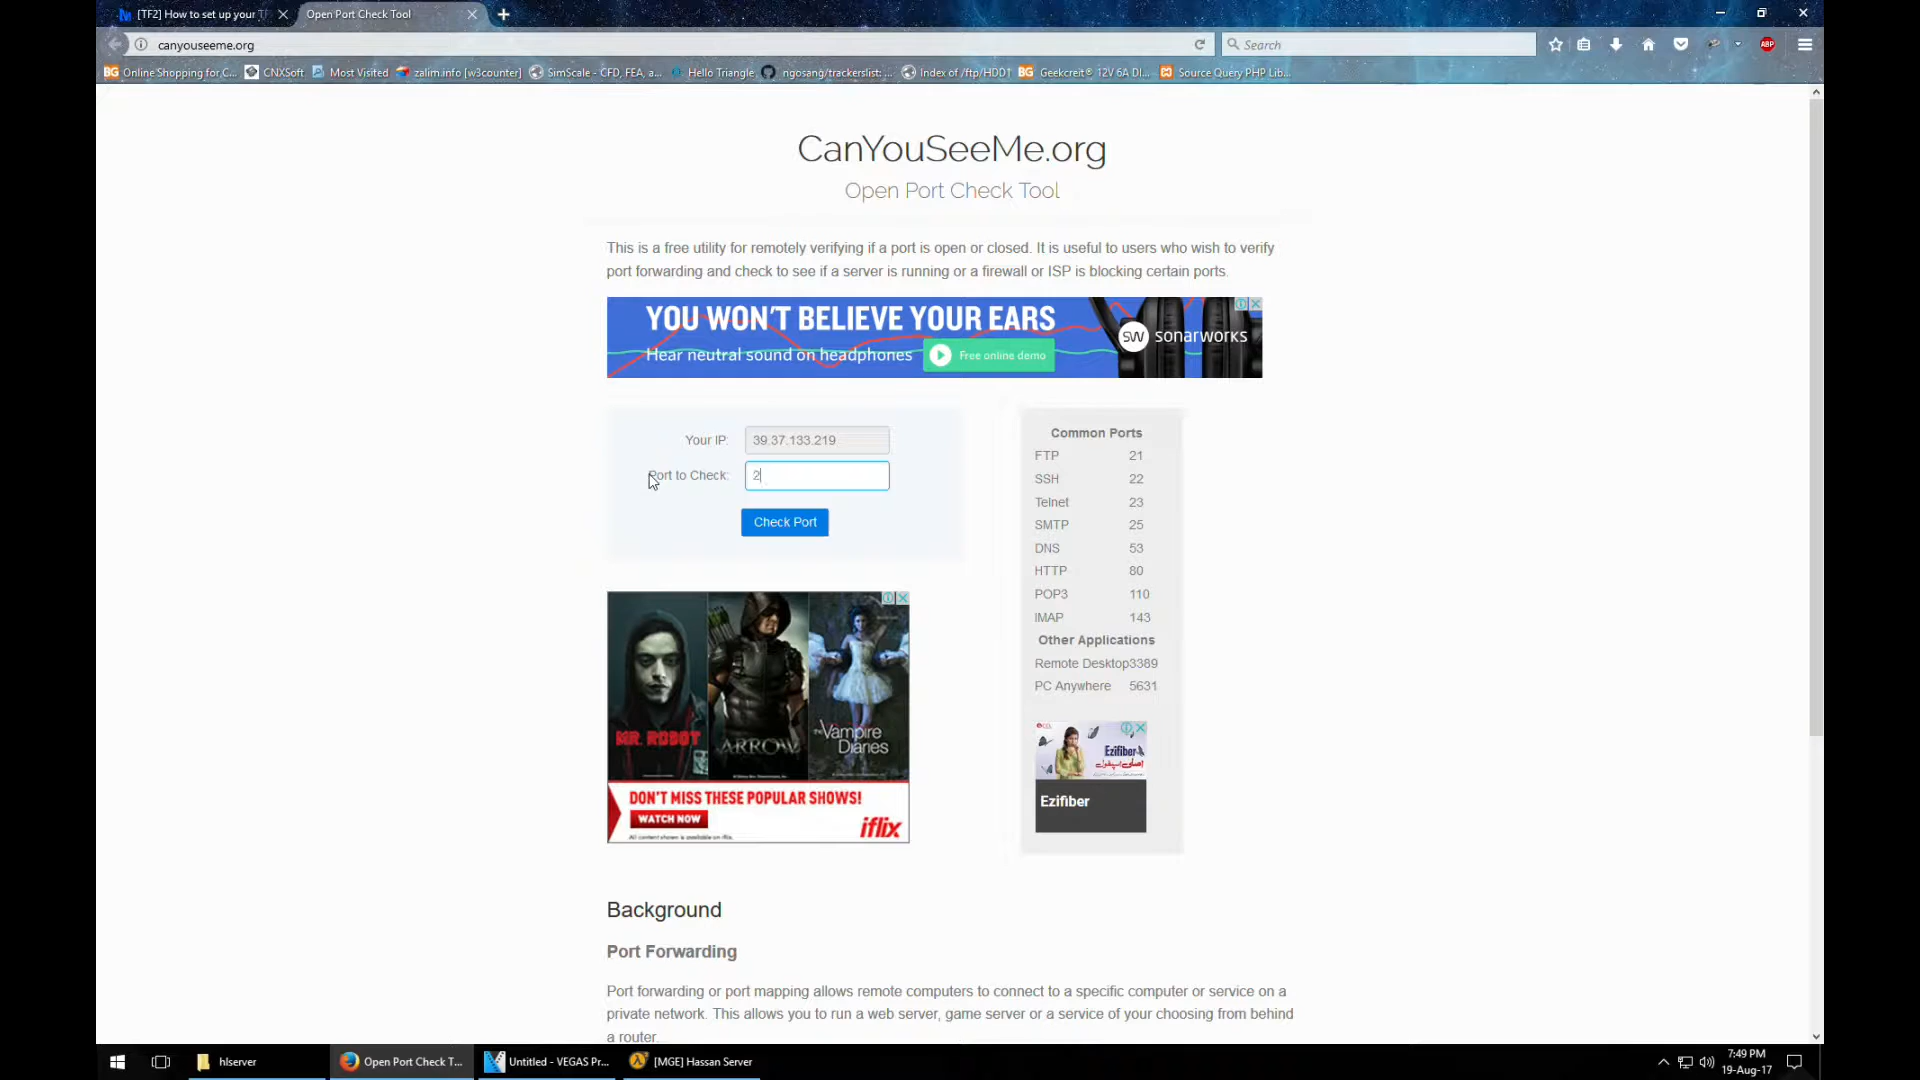 [TF2] How to set up your T
Open Port Check Tool
canyouseeme.org
Search
Online Shopping for C...
CNXSoft
Most Visited
zalim.info [w3counter]
SimScale - CFD, FEA, a...
Hello Triangle
ngosang/trackerslist: ...
Index of /ftp/HDD1
Geekcreit® 12V 6A DI...
Source Query PHP Lib...
CanYouSeeMe.org
Open Port Check Tool
This is a free utility for remotely verifying if a port is open or closed. It is useful to users who wish to verify
port forwarding and check to see if a server is running or a firewall or ISP is blocking certain ports.
YOU WON'T BELIEVE YOUR EARS
Hear neutral sound on headphones
Free online demo
SW sonarworks
Your IP: 39.37.133.219
Port to Check: 2
Check Port
Common Ports
FTP 21
SSH 22
Telnet 23
SMTP 25
DNS 53
HTTP 80
POP3 110
IMAP 143
Other Applications
Remote Desktop 3389
PC Anywhere 5631
MR. ROBOT
ARROW
the Vampire Diaries
DON'T MISS THESE POPULAR SHOWS!
WATCH NOW
All content shown is available on iflix.
iflix
Ezifiber
Ezifiber
Background
Port Forwarding
Port forwarding or port mapping allows remote computers to connect to a specific computer or service on a
private network. This allows you to run a web server, game server or a service of your choosing from behind
a router.
hlserver
Open Port Check T...
Untitled - VEGAS Pr...
[MGE] Hassan Server
7:49 PM
19-Aug-17